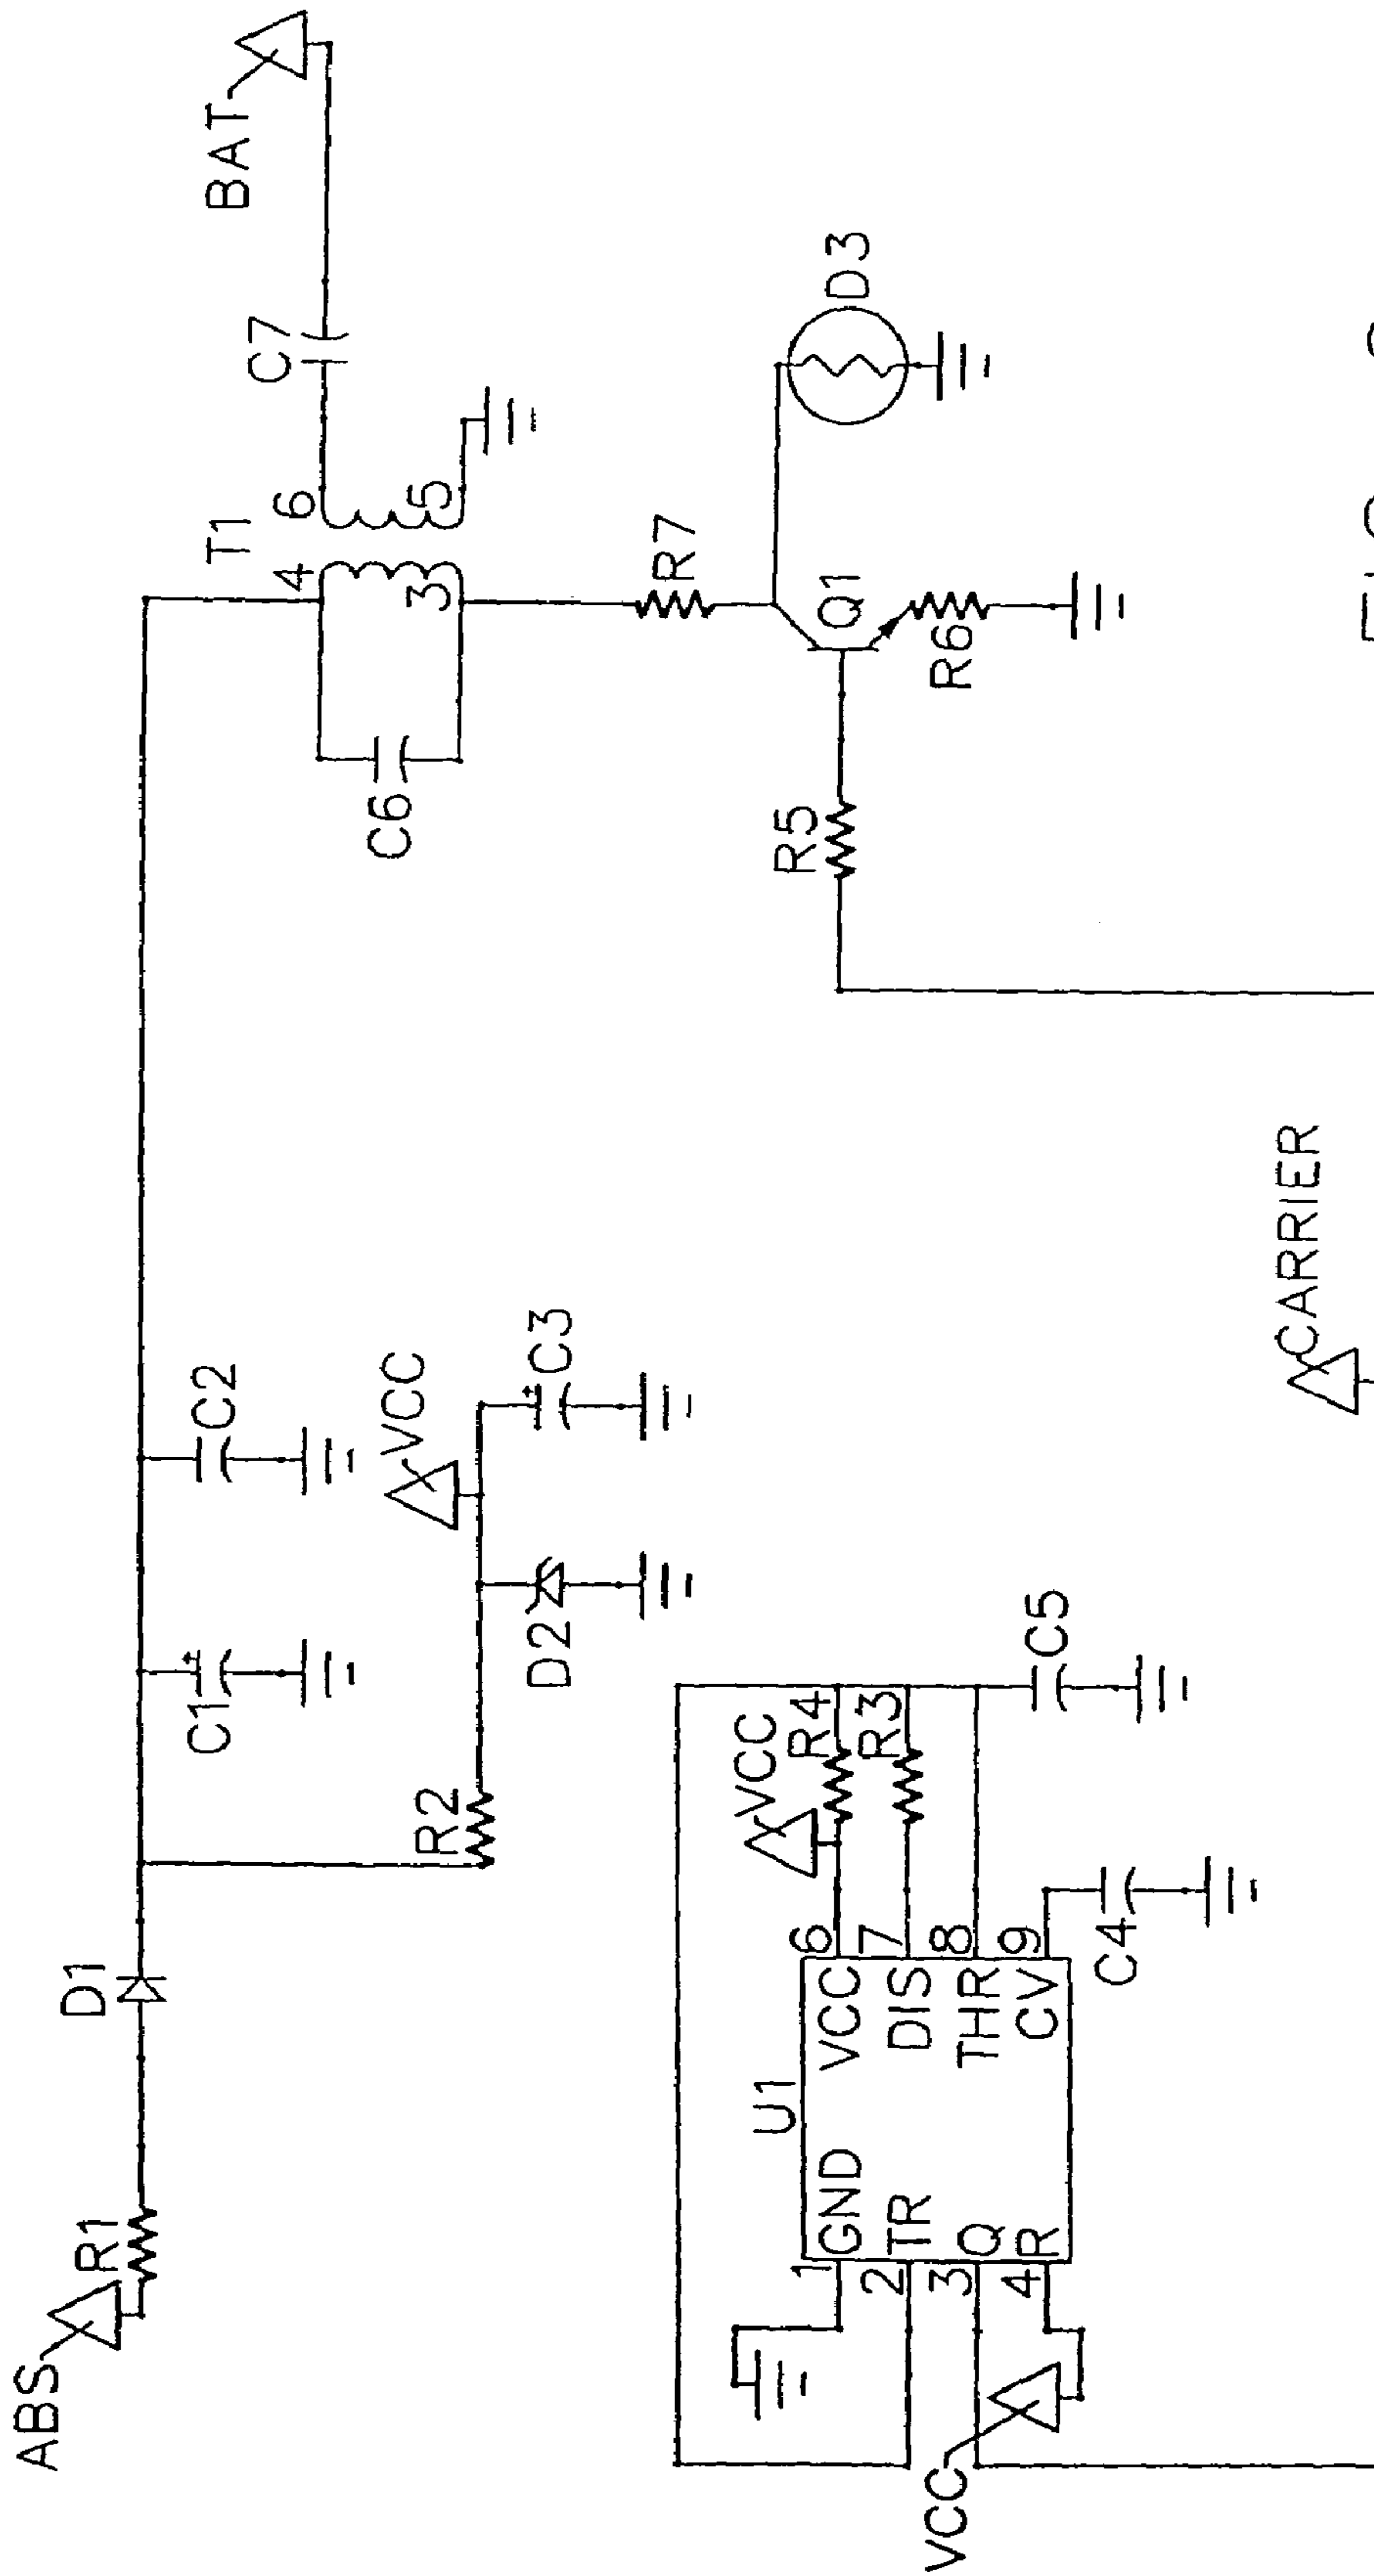 ABS
R1
D1
C1
C2
R2
D2
VCC
C3
T1
4
3
6
5
C6
C7
BAT
R7
R5
Q1
R6
D3
U1
1
GND
2
TR
3
Q
4
R
VCC
6
VCC
DIS
7
THR
8
CV
9
VCC
R4
R3
C5
C4
CARRIER